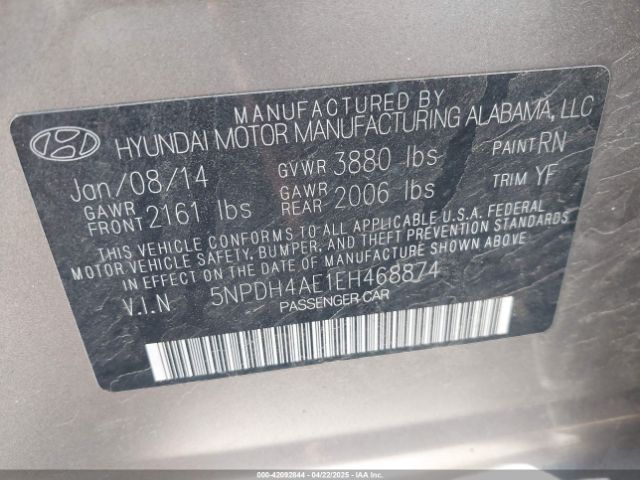 MANUFACTURED BY
HYUNDAI MOTOR MANUFACTURING ALABAMA, LLC
Jan/08/14 GVWR 3880 lbs PAINT RN
GAWR FRONT 2161 lbs GAWR REAR 2006 lbs TRIM YF
THIS VEHICLE CONFORMS TO ALL APPLICABLE U.S.A. FEDERAL
MOTOR VEHICLE SAFETY, BUMPER, AND THEFT PREVENTION STANDARDS
IN EFFECT ON THE DATE OF MANUFACTURE SHOWN ABOVE.
V.I.N 5NPDH4AE1EH468874
PASSENGER CAR
000-42092844 - 04/22/2025 - COPYRIGHT IAA, LLC.